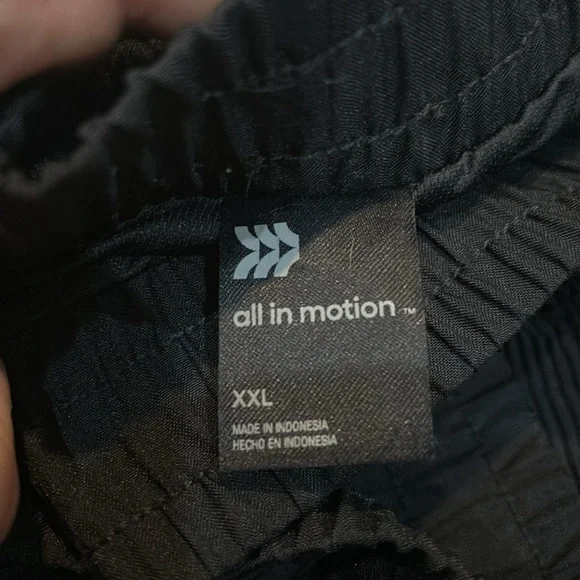 all in motion™
XXL
MADE IN INDONESIA
HECHO EN INDONESIA